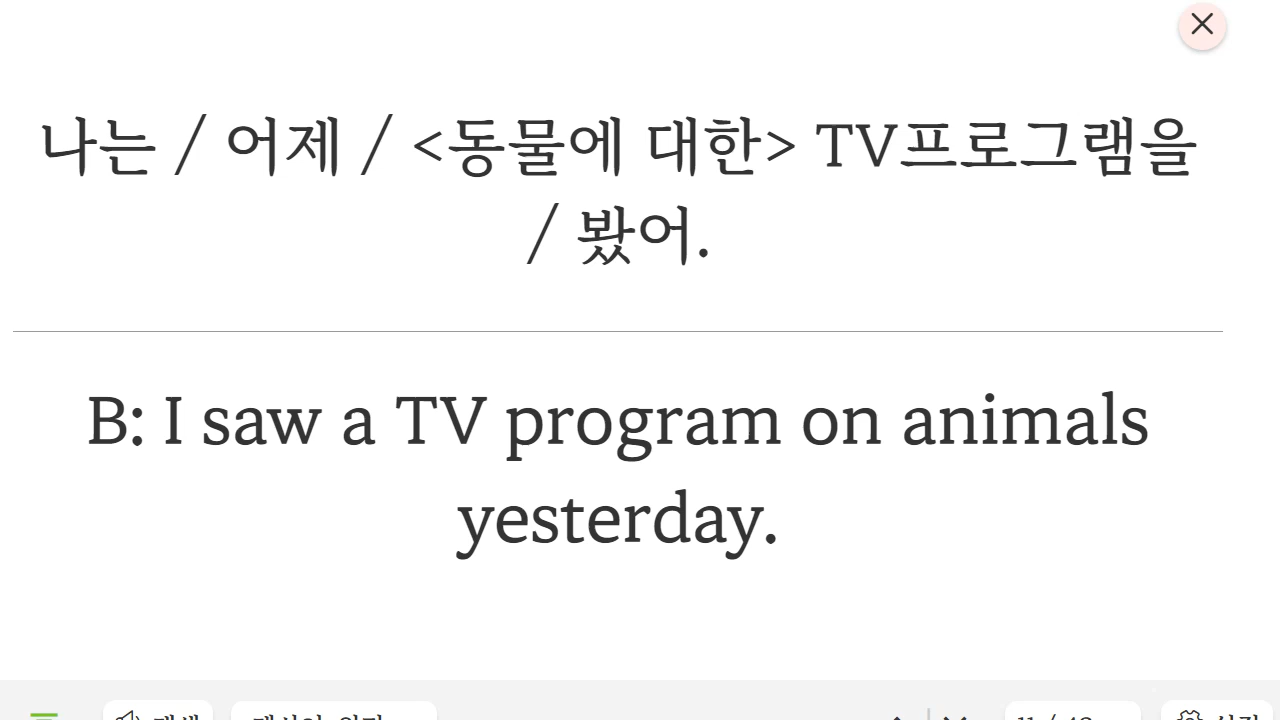 나는 / 어제 / <동물에 대한> TV프로그램을
/ 봤어.
B: I saw a TV program on animals
yesterday.